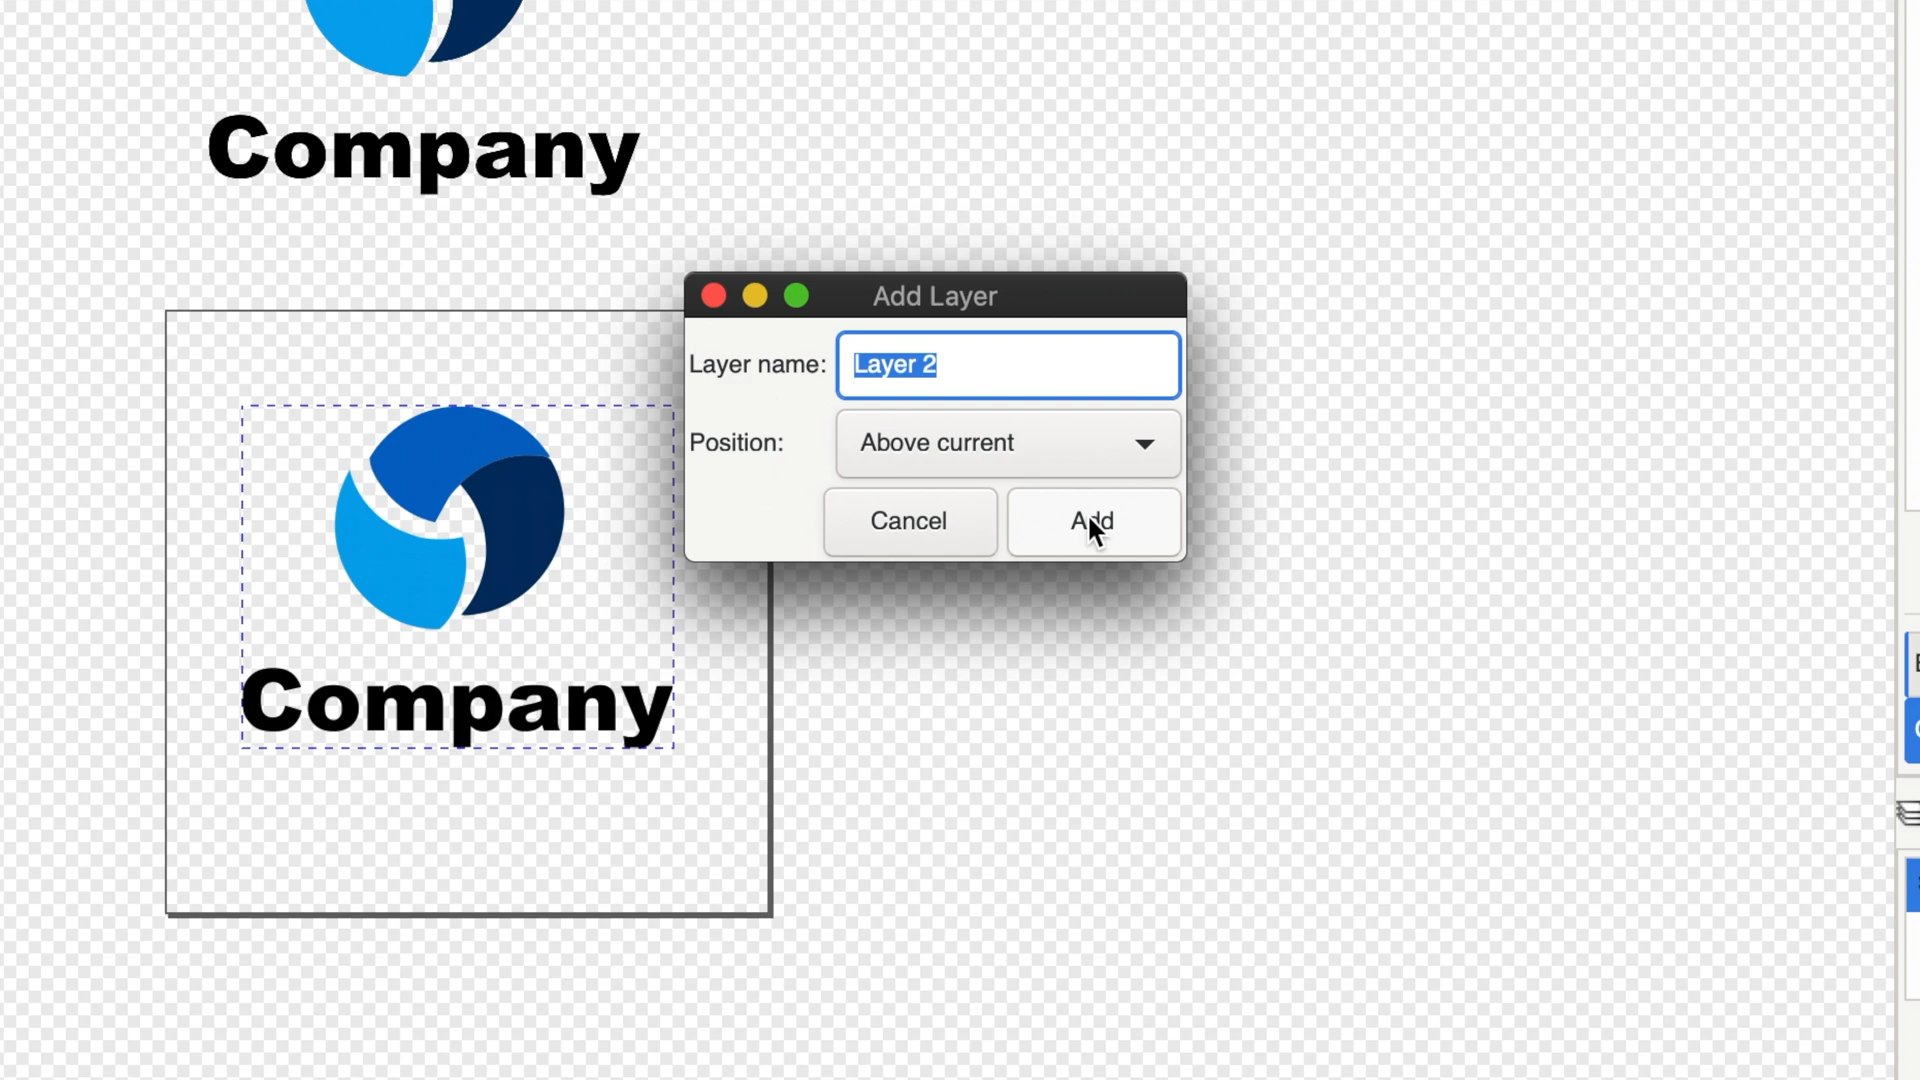 Company
Add Layer
Layer name: Layer 2
Position: Above current
Cancel Add
Company